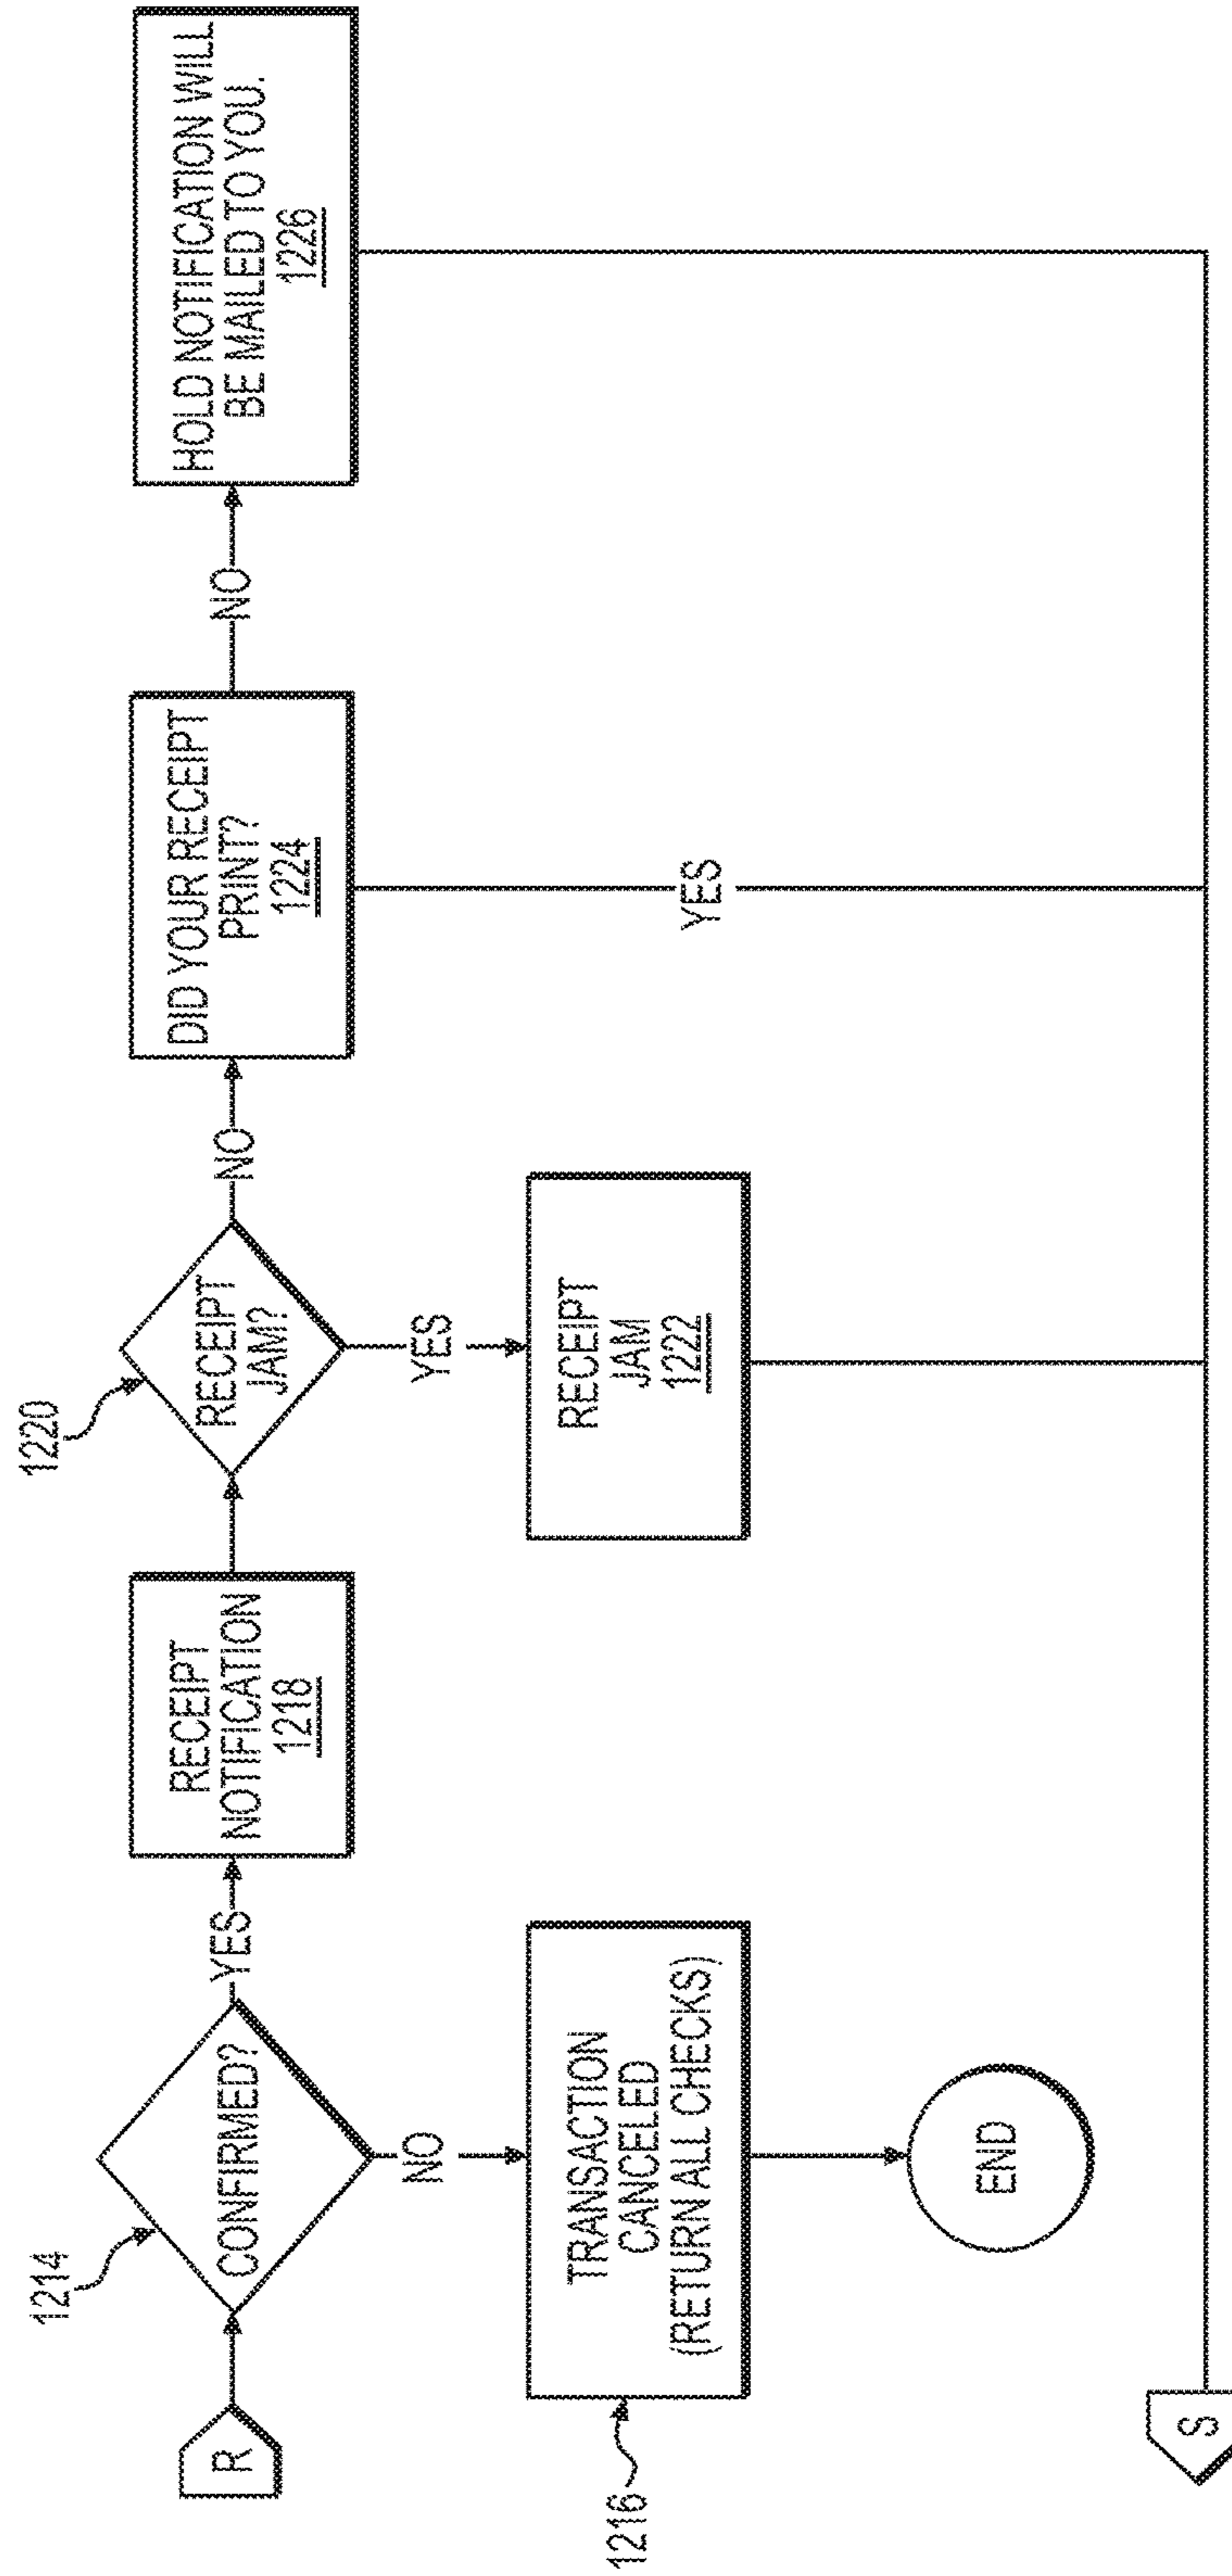 R
1214
CONFIRMED?
YES
RECEIPT
NOTIFICATION
1218
1220
RECEIPT
JAM?
NO
DID YOUR RECEIPT
PRINT?
1224
NO
HOLD NOTIFICATION WILL
BE MAILED TO YOU.
1226
NO
1216
TRANSACTION
CANCELED
(RETURN ALL CHECKS)
END
YES
RECEIPT
JAM
1222
YES
S